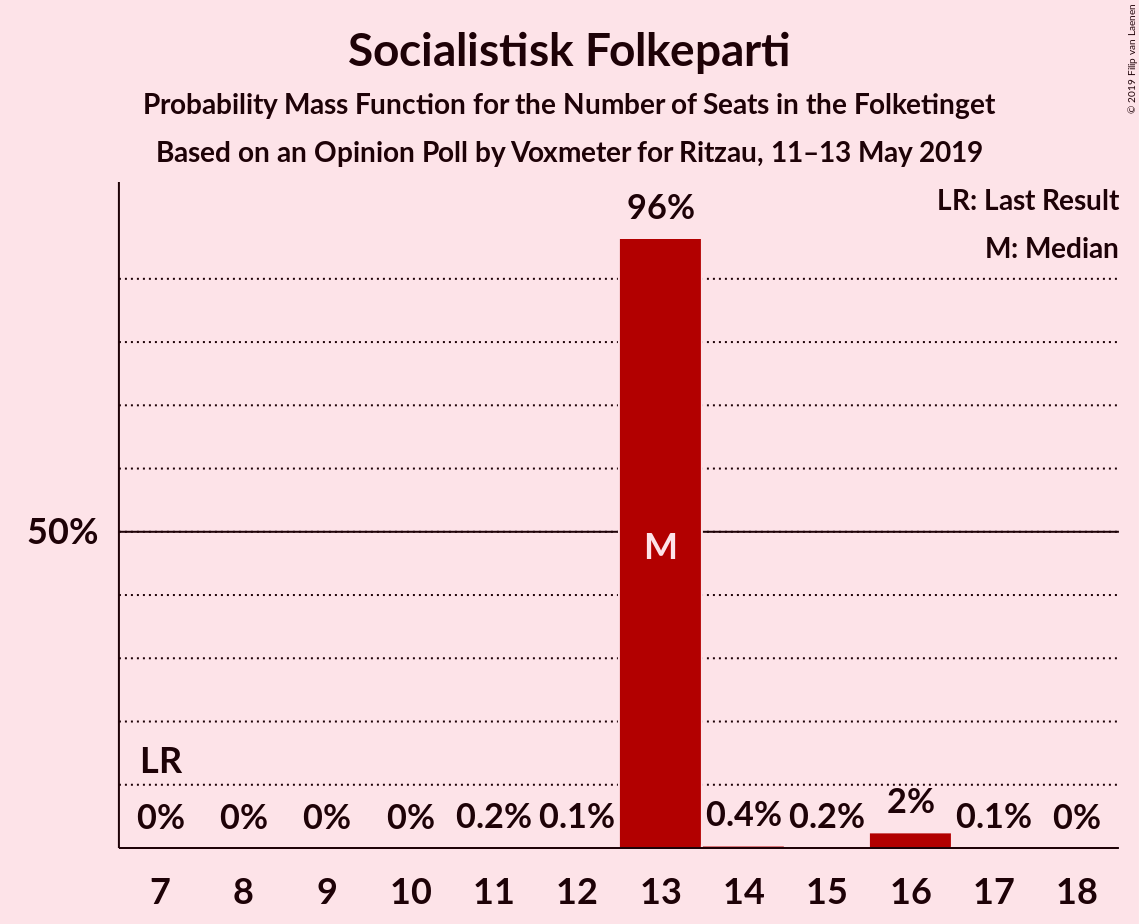 Socialistisk Folkeparti
Probability Mass Function for the Number of Seats in the Folketinget
Based on an Opinion Poll by Voxmeter for Ritzau, 11–13 May 2019
© 2019 Filip van Laenen
LR: Last Result
M: Median
96%
50%
M
LR
0% 0% 0% 0% 0.2% 0.1% 0.4% 0.2% 2% 0.1% 0%
7 8 9 10 11 12 13 14 15 16 17 18